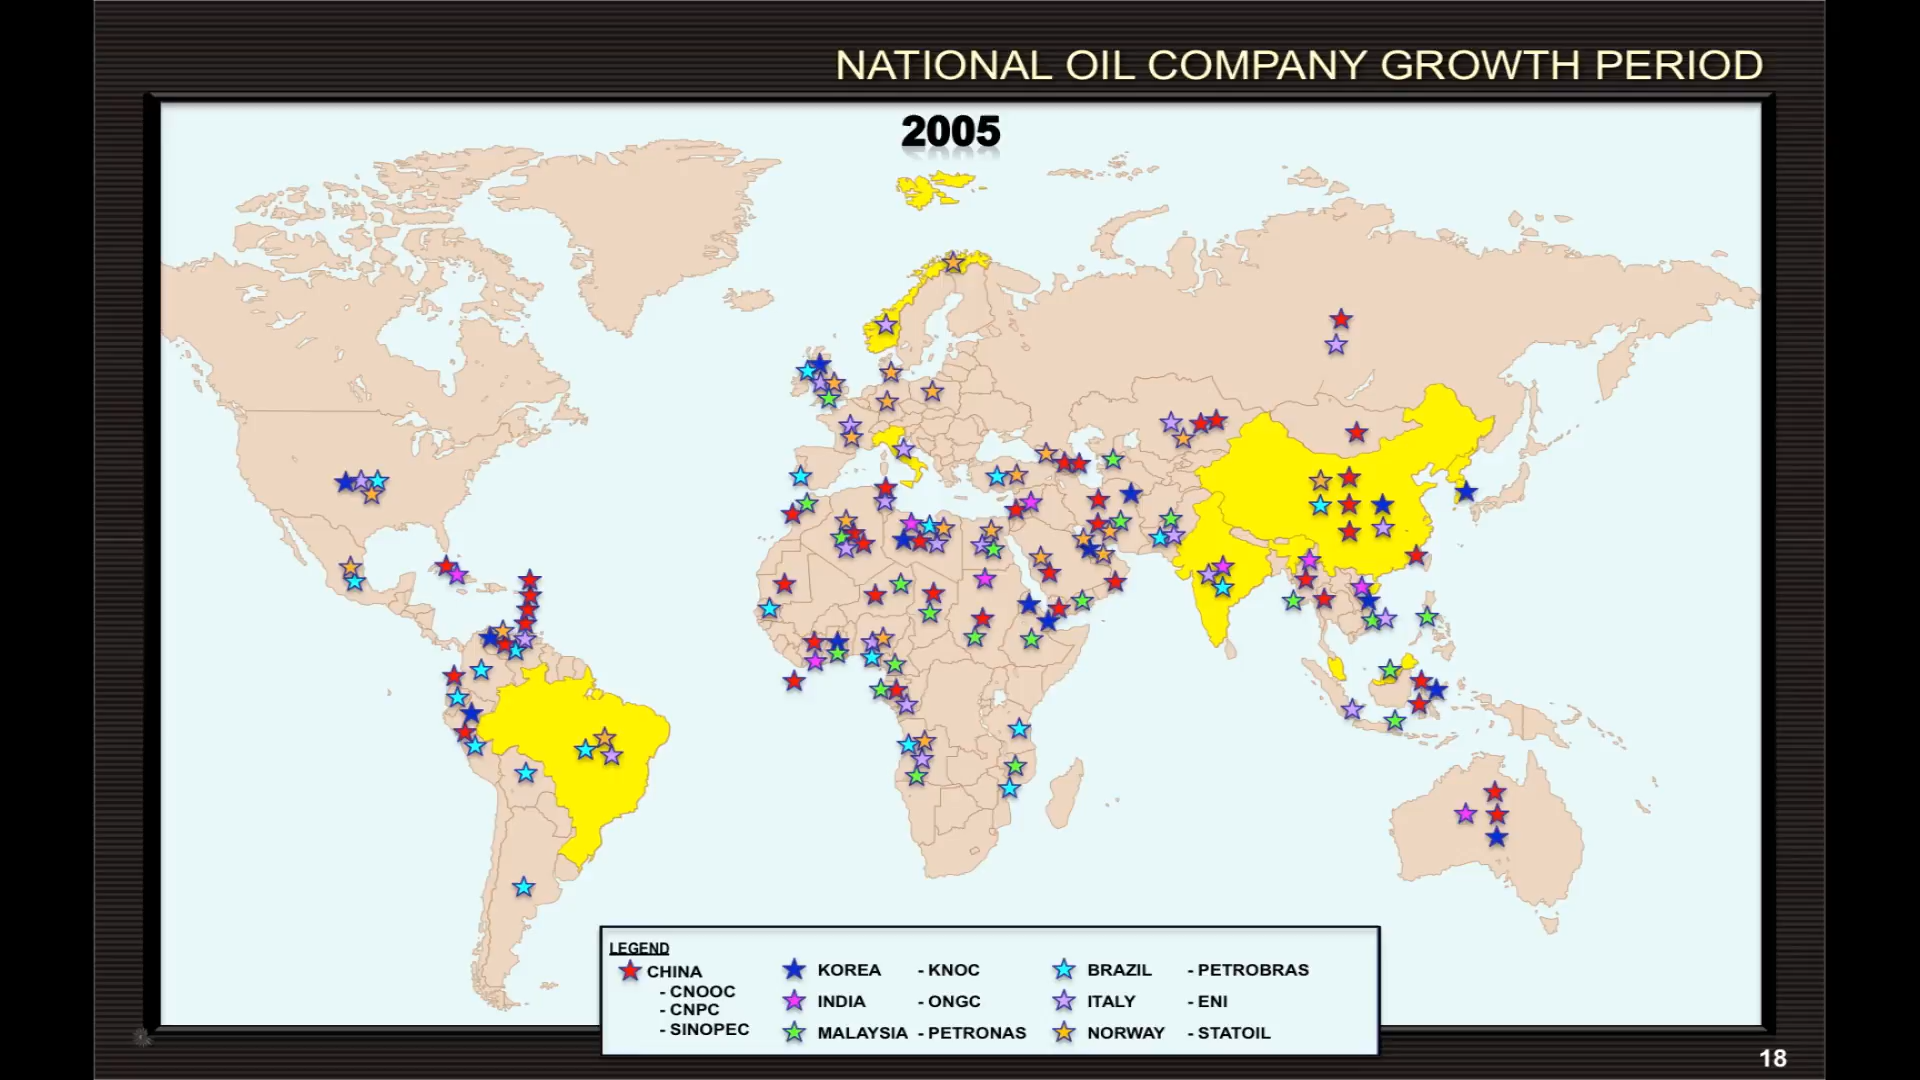 NATIONAL OIL COMPANY GROWTH PERIOD
2005
LEGEND
CHINA
- CNOOC
- CNPC
- SINOPEC
KOREA - KNOC
INDIA - ONGC
MALAYSIA - PETRONAS
BRAZIL - PETROBRAS
ITALY - ENI
NORWAY - STATOIL
18